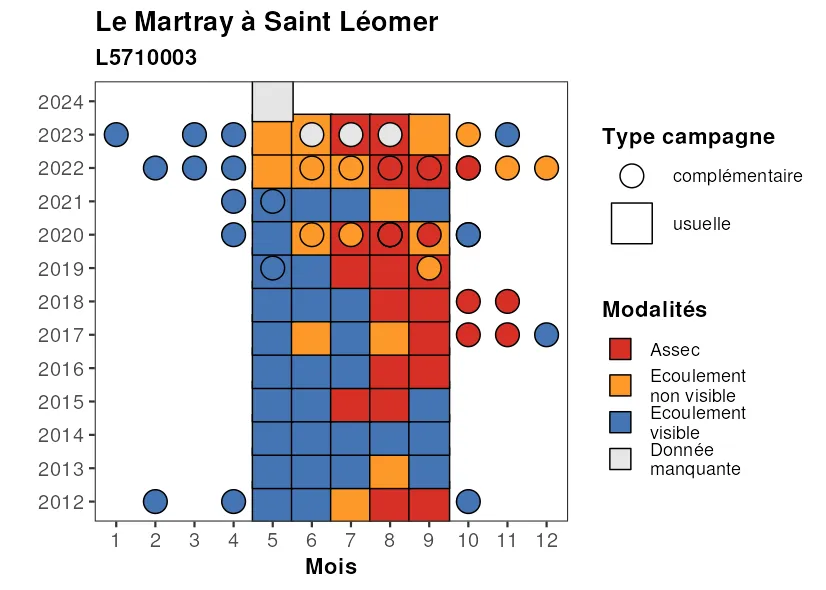 Le Martray à Saint Léomer
L5710003
2024
2023
2022
2021
2020
2019
2018
2017
2016
2015
2014
2013
2012
1 2 3 4 5 6 7 8 9 10 11 12
Mois
Type campagne
complémentaire
usuelle
Modalités
Assec
Ecoulement
non visible
Ecoulement
visible
Donnée
manquante